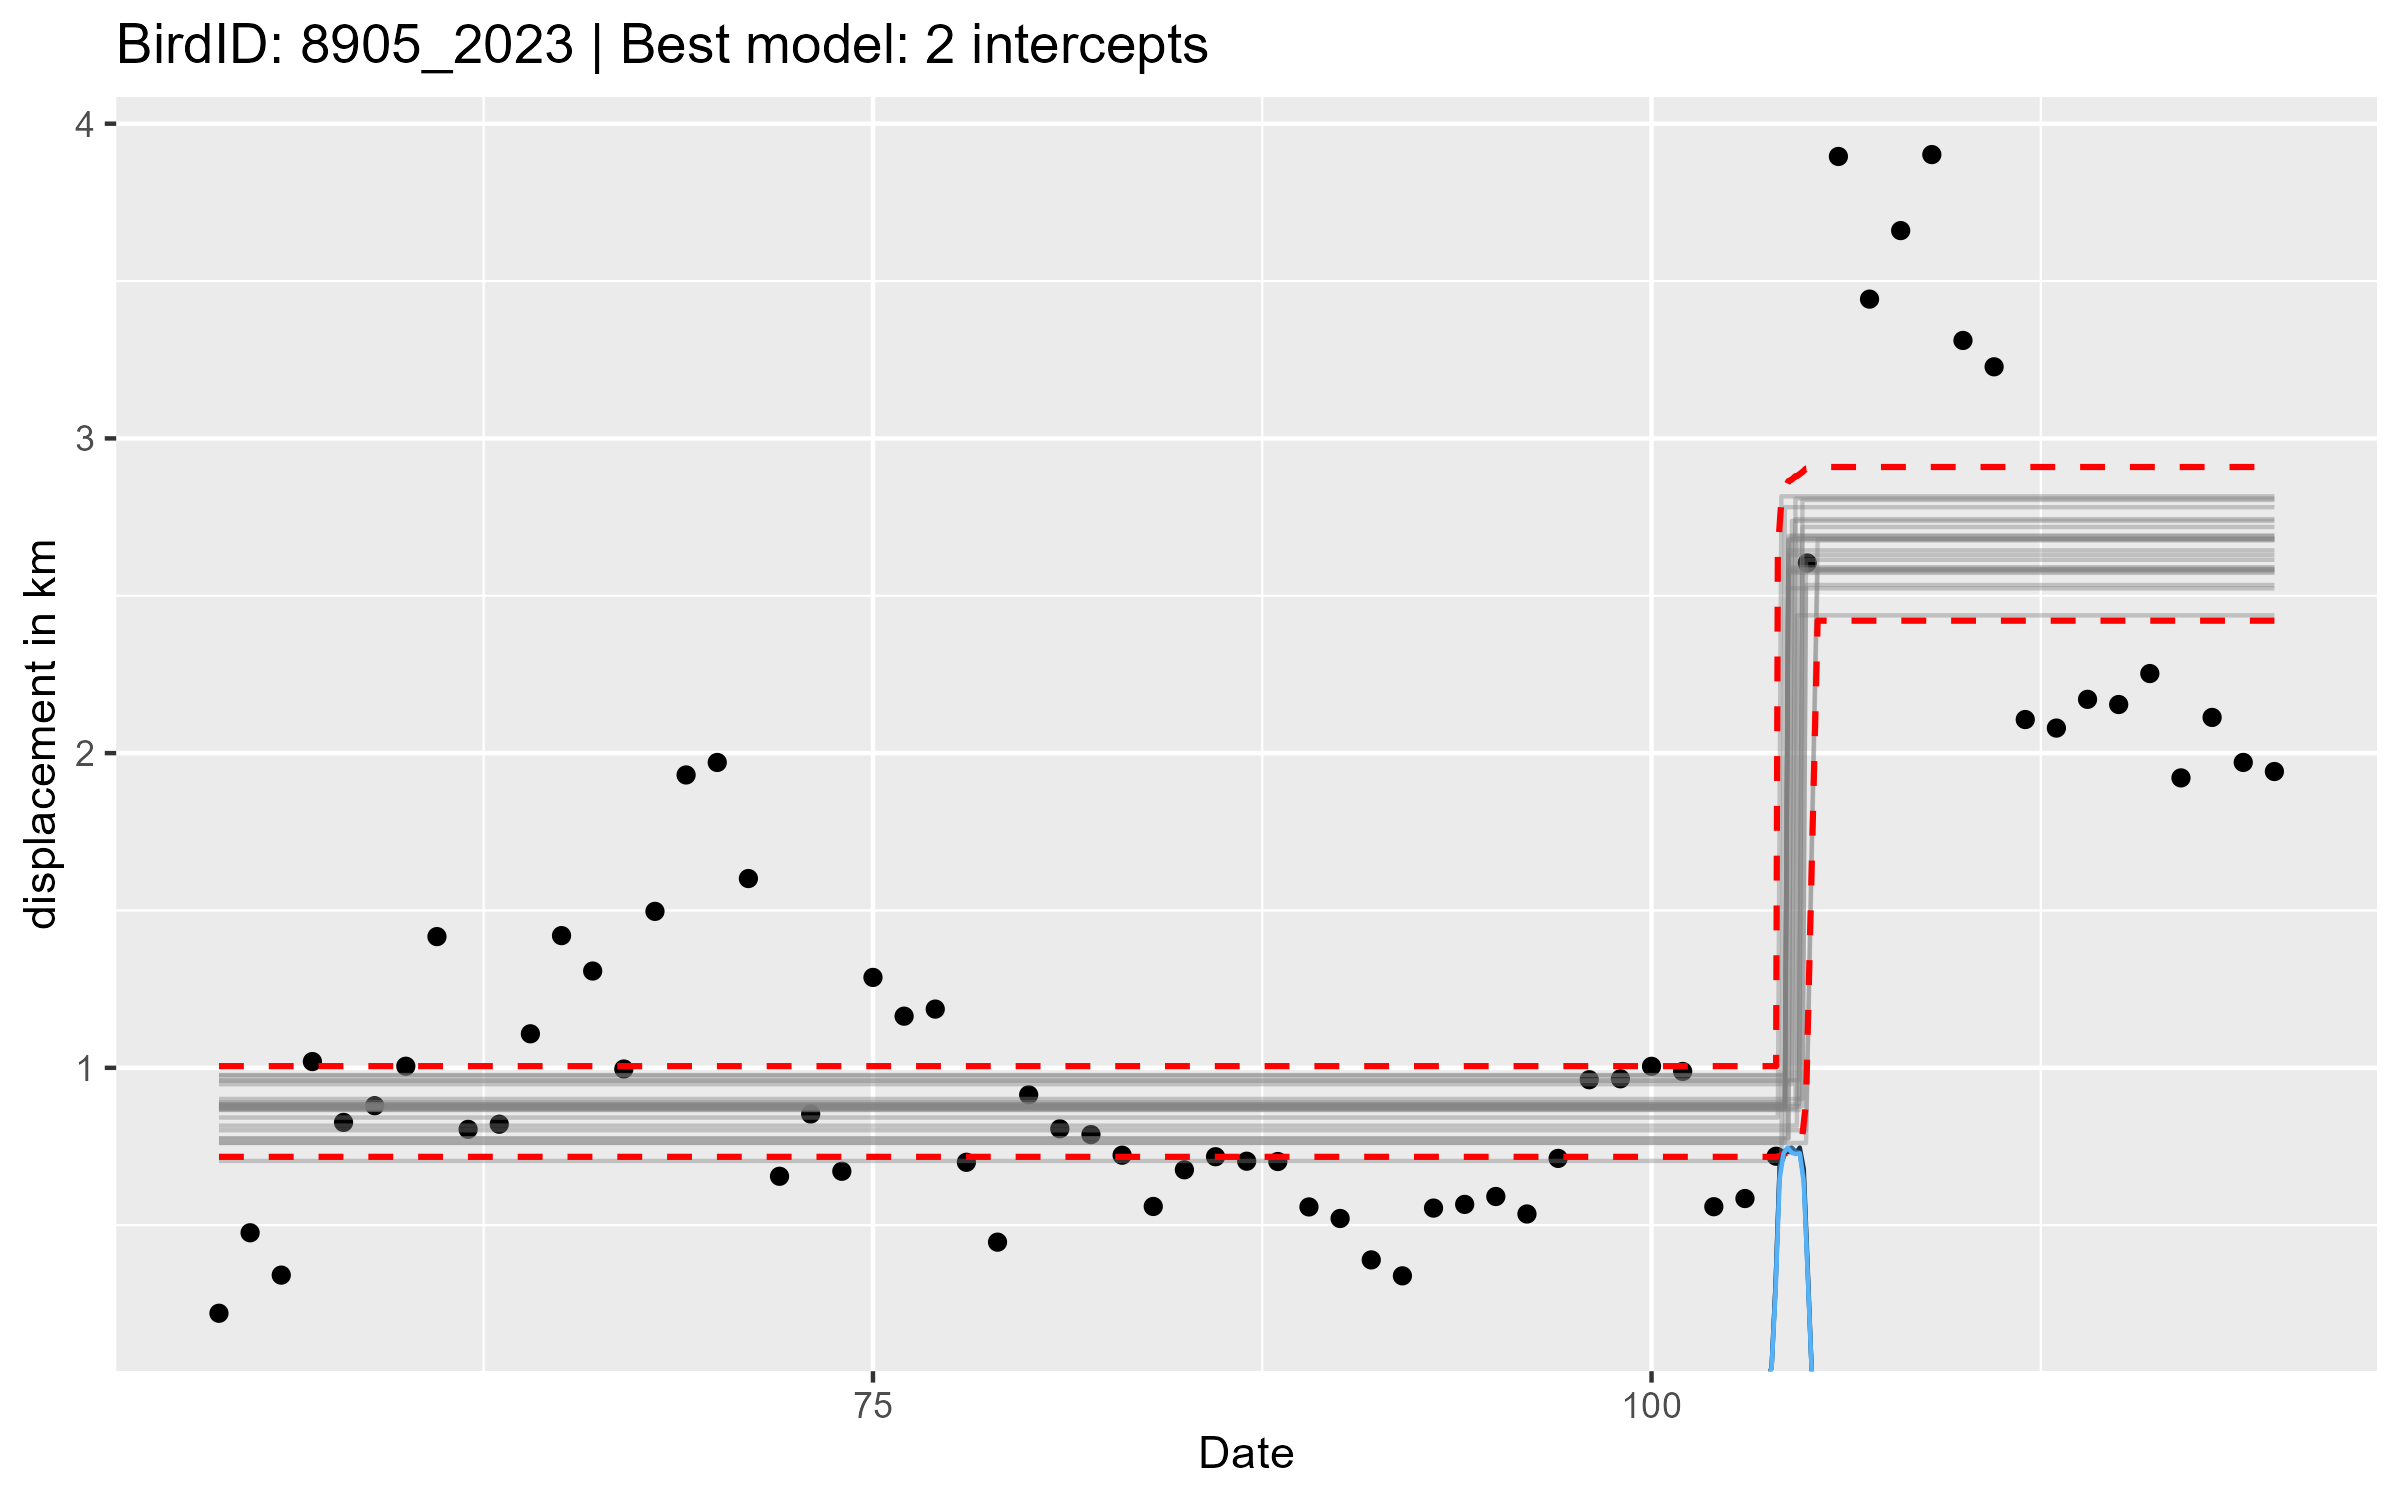 BirdID: 8905_2023 | Best model: 2 intercepts
4
3
2
1
displacement in km
75
100
Date